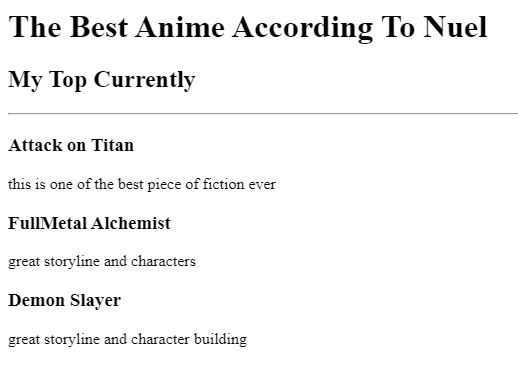 The Best Anime According To Nuel
My Top Currently
Attack on Titan
this is one of the best piece of fiction ever
FullMetal Alchemist
great storyline and characters
Demon Slayer
great storyline and character building